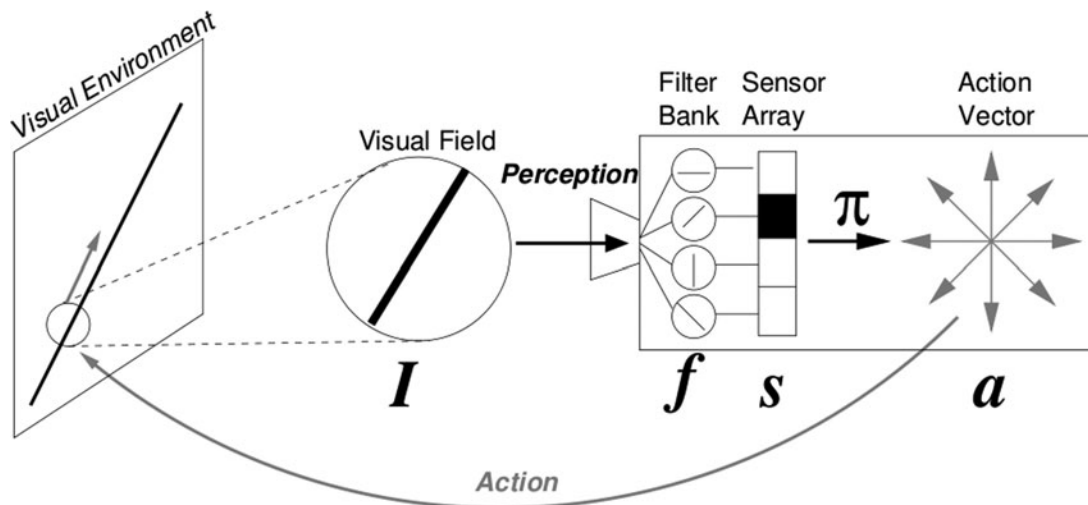 Visual Environment
Visual Field
Perception
Filter
Bank
Sensor
Array
Action
Vector
π
I
f
s
a
Action